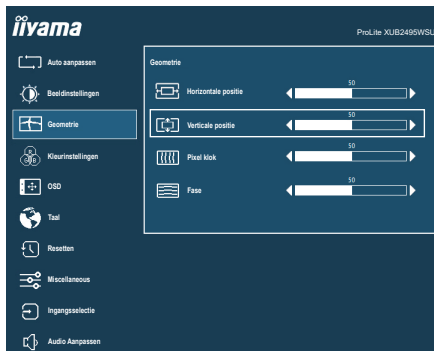 iiyama
ProLite XUB2495WSU
Auto aanpassen
Beeldinstellingen
Geometrie
Kleurinstellingen
R
G B
OSD
Taal
Resetten
Miscellaneous
Ingangsselectie
Audio Aanpassen
Geometrie
Horizontale positie
50
Verticale positie
50
Pixel klok
50
Fase
50